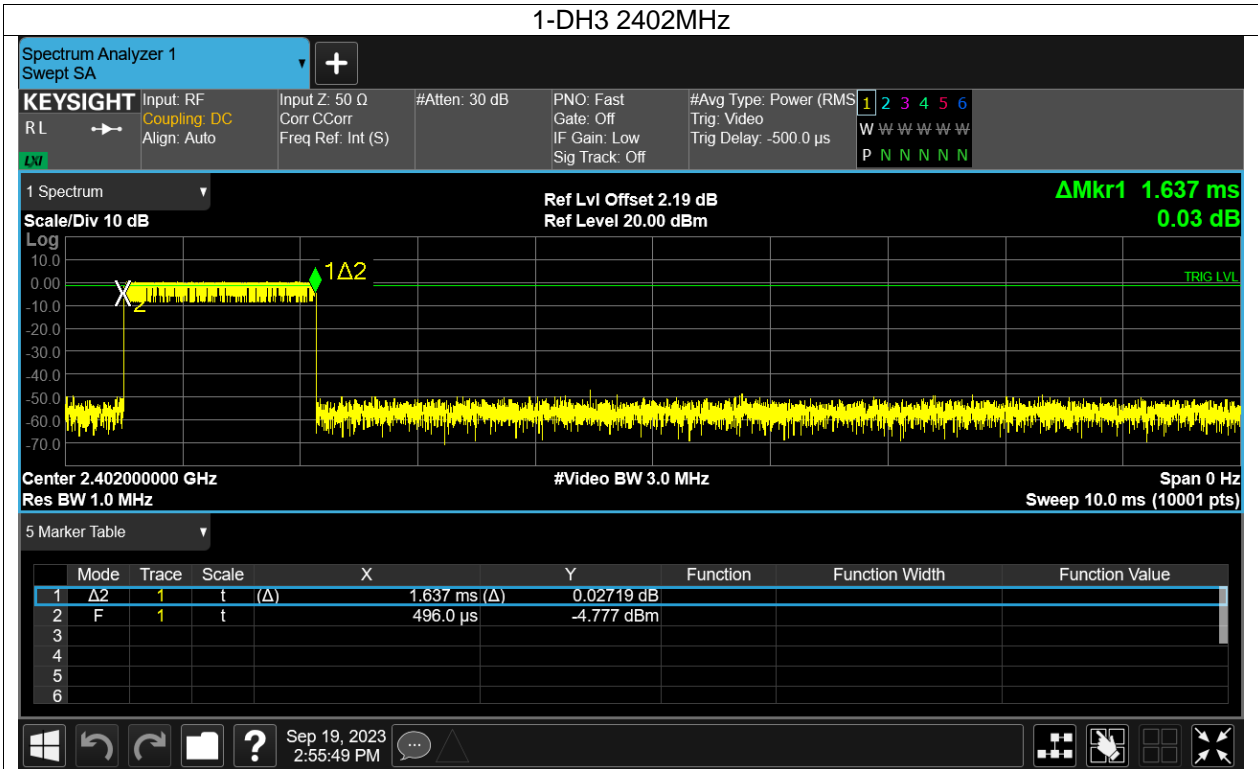 1-DH3 2402MHz
Spectrum Analyzer 1
Swept SA
KEYSIGHT
RL
LXI
Input: RF
Coupling: DC
Align: Auto
Input Z: 50 Ω
Corr CCorr
Freq Ref: Int (S)
#Atten: 30 dB
PNO: Fast
Gate: Off
IF Gain: Low
Sig Track: Off
#Avg Type: Power (RMS
Trig: Video
Trig Delay: -500.0 µs
1 2 3 4 5 6
W W W W W W
P N N N N N
1 Spectrum
Scale/Div 10 dB
Ref Lvl Offset 2.19 dB
Ref Level 20.00 dBm
ΔMkr1 1.637 ms
0.03 dB
Log
10.0
0.00
-10.0
-20.0
-30.0
-40.0
-50.0
-60.0
-70.0
1Δ2
2
TRIG LVL
Center 2.402000000 GHz
#Video BW 3.0 MHz
Span 0 Hz
Res BW 1.0 MHz
Sweep 10.0 ms (10001 pts)
5 Marker Table
Mode Trace Scale X Y Function Function Width Function Value
1 Δ2 1 t (Δ) 1.637 ms (Δ) 0.02719 dB
2 F 1 t 496.0 µs -4.777 dBm
3
4
5
6
?
Sep 19, 2023
2:55:49 PM